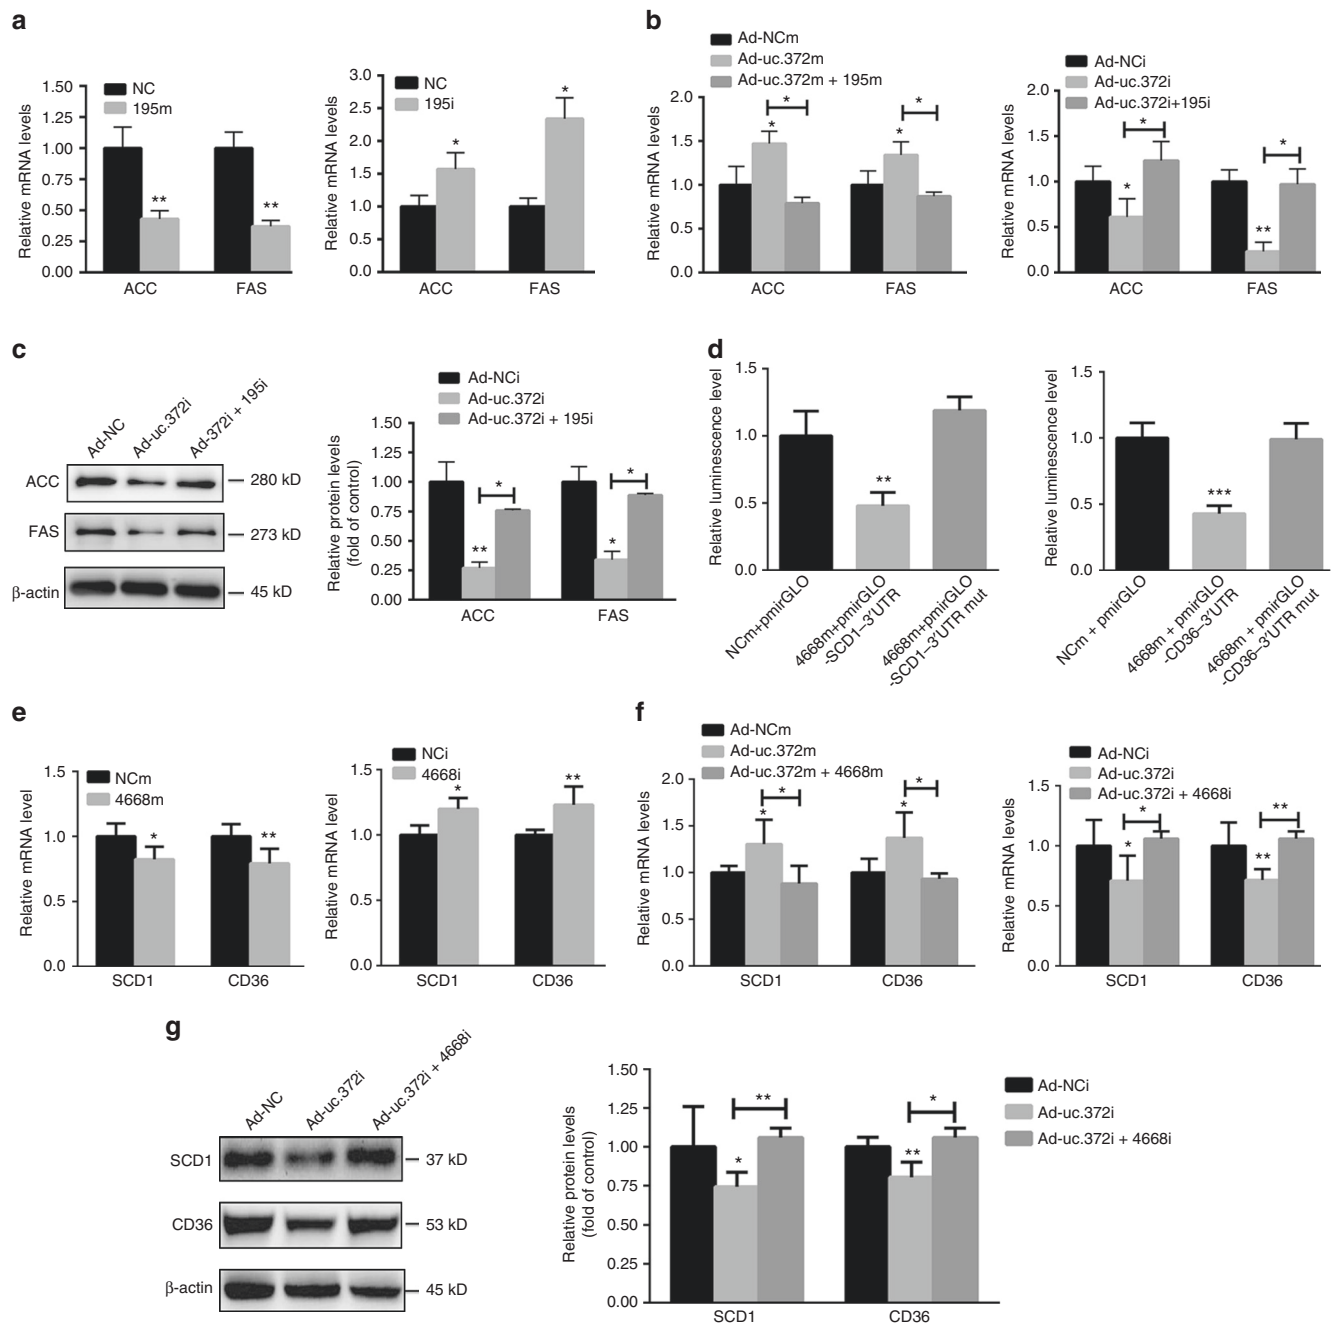 a
NC
195m
Relative mRNA levels
1.50
1.25
1.00
0.75
0.50
0.25
0.00
**
**
ACC
FAS
NC
195i
Relative mRNA levels
3.0
2.5
2.0
1.5
1.0
0.5
0.0
*
*
ACC
FAS
b
Ad-NCm
Ad-uc.372m
Ad-uc.372m + 195m
Relative mRNA levels
2.0
1.5
1.0
0.5
0.0
*
*
*
*
ACC
FAS
Ad-NCi
Ad-uc.372i
Ad-uc.372i+195i
Relative mRNA levels
2.0
1.5
1.0
0.5
0.0
*
*
*
**
ACC
FAS
c
Ad-NC
Ad-uc.372i
Ad-372i + 195i
ACC
280 kD
FAS
273 kD
β-actin
45 kD
Ad-NCi
Ad-uc.372i
Ad-uc.372i + 195i
Relative protein levels
(fold of control)
1.50
1.25
1.00
0.75
0.50
0.25
0.00
*
**
*
*
ACC
FAS
d
Relative luminescence level
1.5
1.0
0.5
0.0
**
NCm+pmirGLO
4668m+pmirGLO
-SCD1–3′UTR
4668m+pmirGLO
-SCD1–3′UTR mut
Relative luminescence level
1.5
1.0
0.5
0.0
***
NCm + pmirGLO
4668m + pmirGLO
-CD36–3′UTR
4668m + pmirGLO
-CD36–3′UTR mut
e
NCm
4668m
Relative mRNA level
1.5
1.0
0.5
0.0
*
**
SCD1
CD36
NCi
4668i
Relative mRNA level
1.5
1.0
0.5
0.0
*
**
SCD1
CD36
f
Ad-NCm
Ad-uc.372m
Ad-uc.372m + 4668m
Relative mRNA levels
2.0
1.5
1.0
0.5
0.0
*
*
*
*
SCD1
CD36
Ad-NCi
Ad-uc.372i
Ad-uc.372i + 4668i
Relative mRNA levels
1.5
1.0
0.5
0.0
*
*
**
**
SCD1
CD36
g
Ad-NC
Ad-uc.372i
Ad-uc.372i + 4668i
SCD1
37 kD
CD36
53 kD
β-actin
45 kD
Relative protein levels
(fold of control)
1.50
1.25
1.00
0.75
0.50
0.25
0.00
**
*
*
**
SCD1
CD36
Ad-NCi
Ad-uc.372i
Ad-uc.372i + 4668i